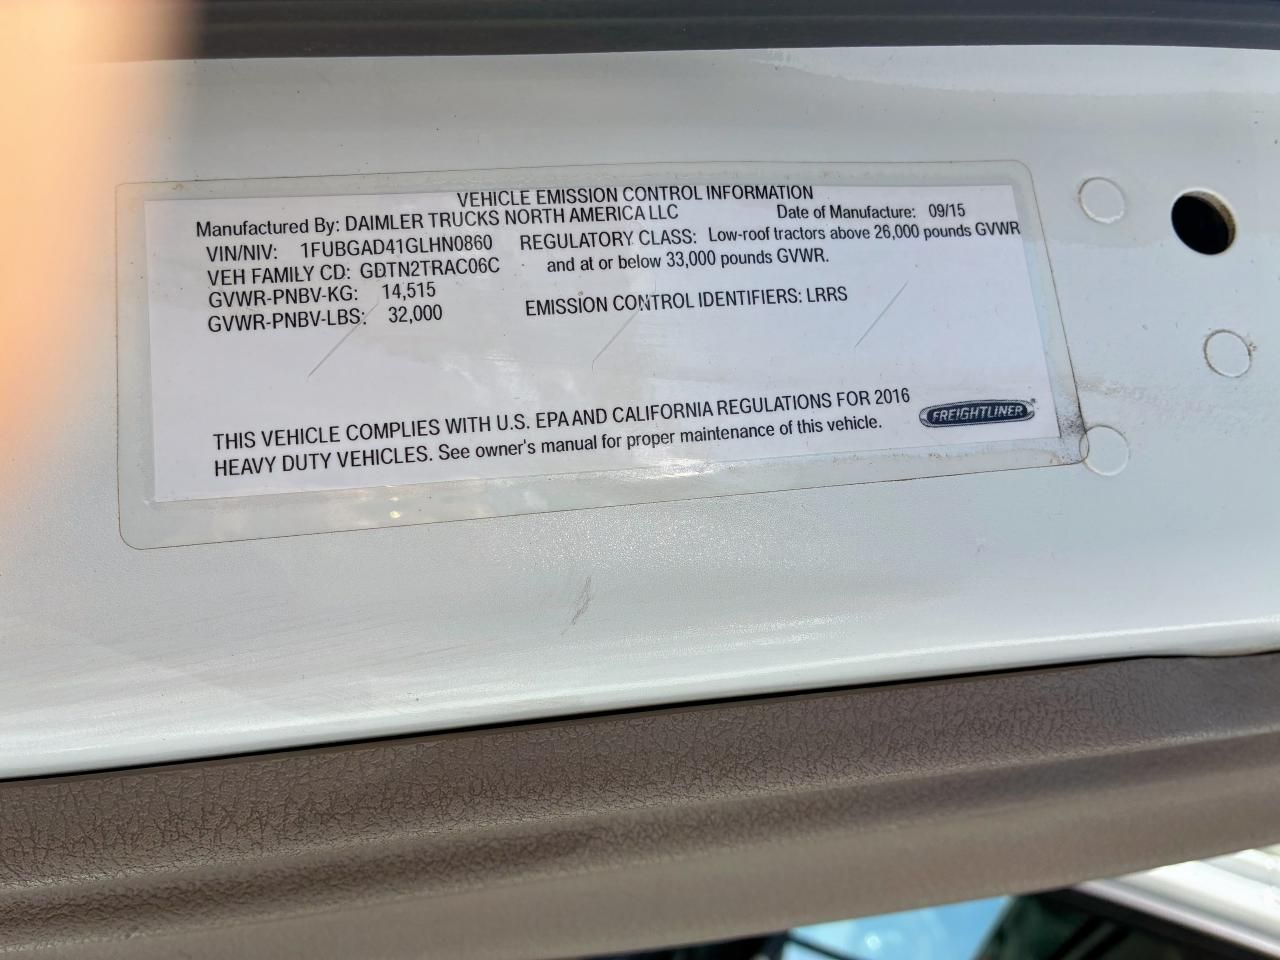 VEHICLE EMISSION CONTROL INFORMATION
Manufactured By: DAIMLER TRUCKS NORTH AMERICA LLC Date of Manufacture: 09/15
VIN/NIV: 1FUBGAD41GLHN0860 REGULATORY CLASS: Low-roof tractors above 26,000 pounds GVWR
VEH FAMILY CD: GDTN2TRAC06C and at or below 33,000 pounds GVWR.
GVWR-PNBV-KG: 14,515
GVWR-PNBV-LBS: 32,000 EMISSION CONTROL IDENTIFIERS: LRRS
THIS VEHICLE COMPLIES WITH U.S. EPA AND CALIFORNIA REGULATIONS FOR 2016
HEAVY DUTY VEHICLES. See owner's manual for proper maintenance of this vehicle.
FREIGHTLINER